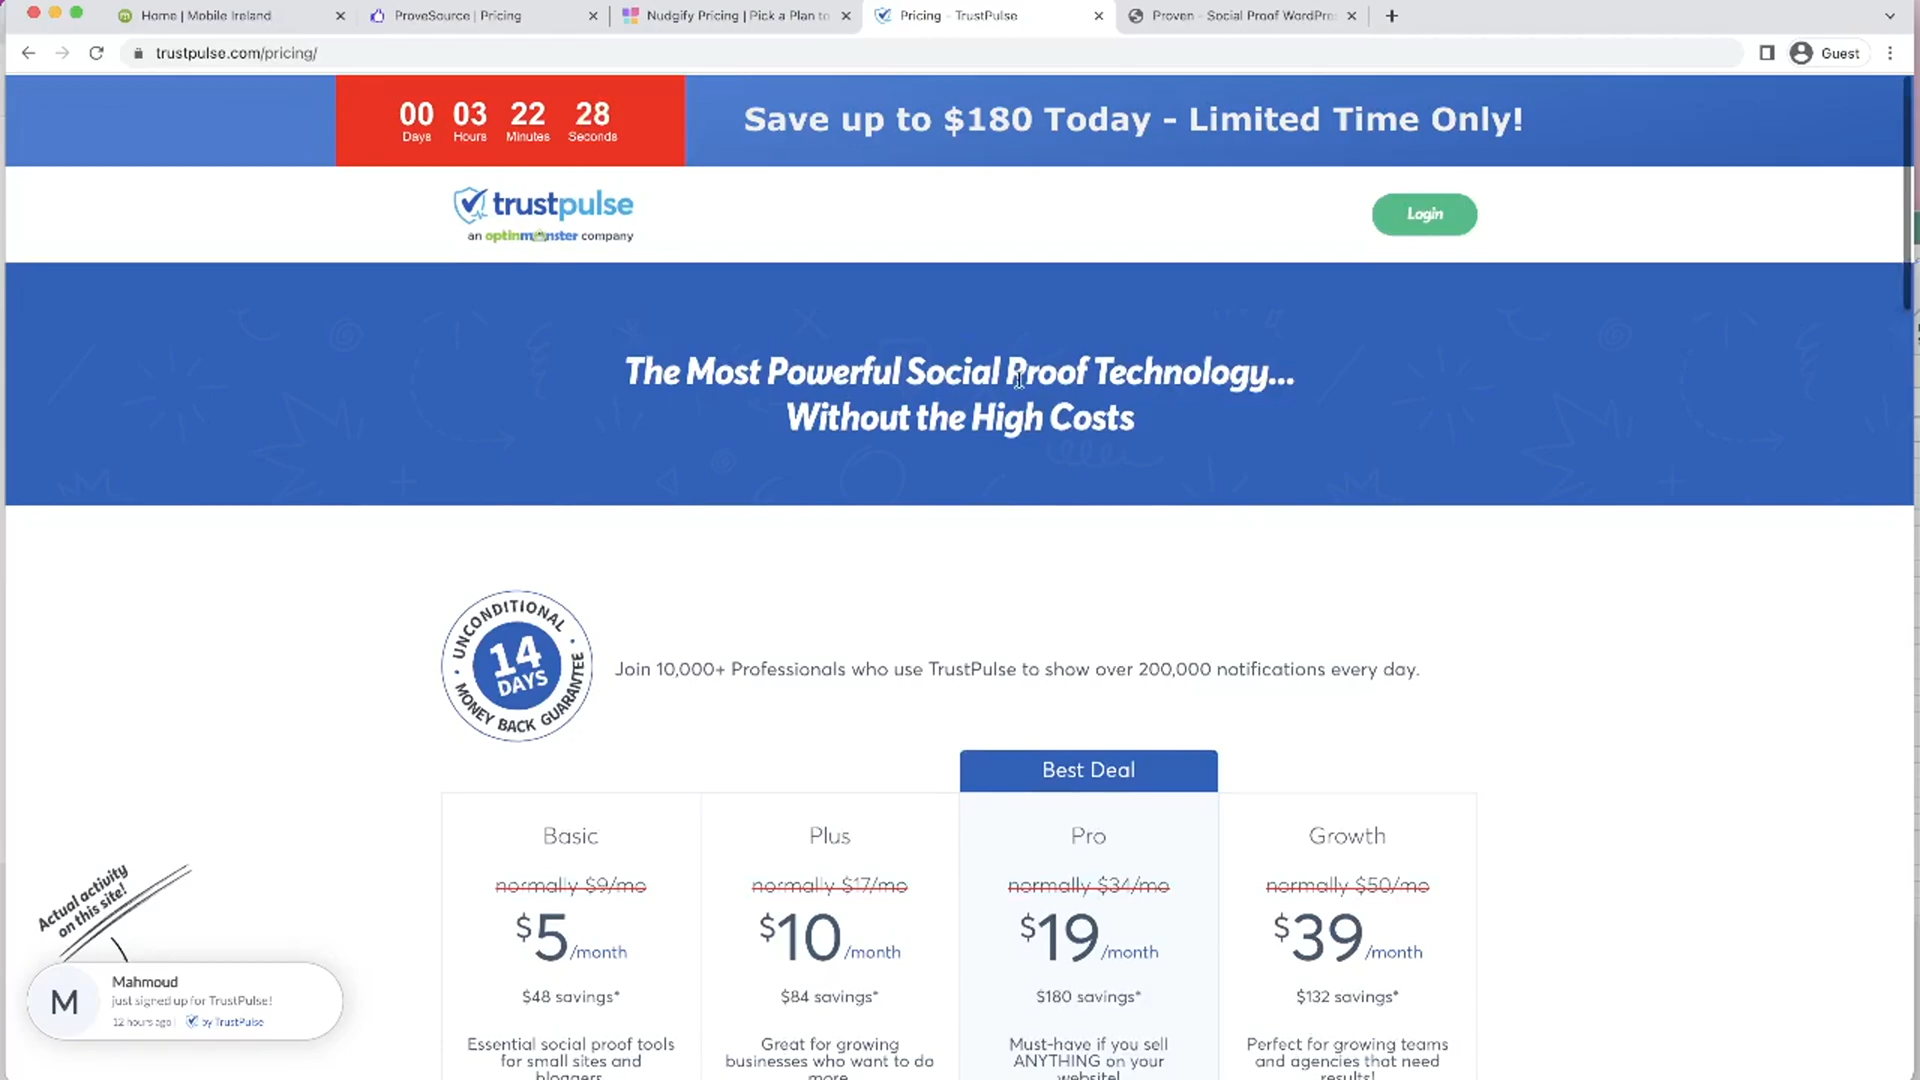 Home | Mobile Ireland
ProveSource | Pricing
Nudgify Pricing | Pick a Plan to
Pricing - TrustPulse
Proven - Social Proof WordPre
trustpulse.com/pricing/
Guest
00 03 22 28
Days Hours Minutes Seconds
Save up to $180 Today - Limited Time Only!
trustpulse
an optinmonster company
Login
The Most Powerful Social Proof Technology...
Without the High Costs
UNCONDITIONAL
14
DAYS
MONEY BACK GUARANTEE
Join 10,000+ Professionals who use TrustPulse to show over 200,000 notifications every day.
Best Deal
Basic
normally $9/mo
$5/month
$48 savings*
Essential social proof tools
for small sites and
bloggers
Plus
normally $17/mo
$10/month
$84 savings*
Great for growing
businesses who want to do
more
Pro
normally $34/mo
$19/month
$180 savings*
Must-have if you sell
ANYTHING on your
website!
Growth
normally $50/mo
$39/month
$132 savings*
Perfect for growing teams
and agencies that need
results!
Actual activity
on this site!
M
Mahmoud
just signed up for TrustPulse!
12 hours ago | by TrustPulse